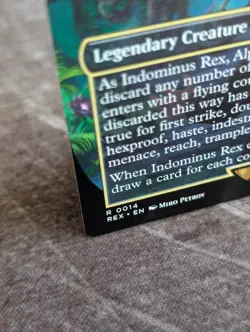 Legendary Creature
As Indominus Rex, Alp
discard any number of
enters with a flying co
discarded this way has
true for first strike,
hexproof, haste, indest
menace, reach, trample
When Indominus Rex e
draw a card for each co
R 0014
REX • EN MIRO PETROV